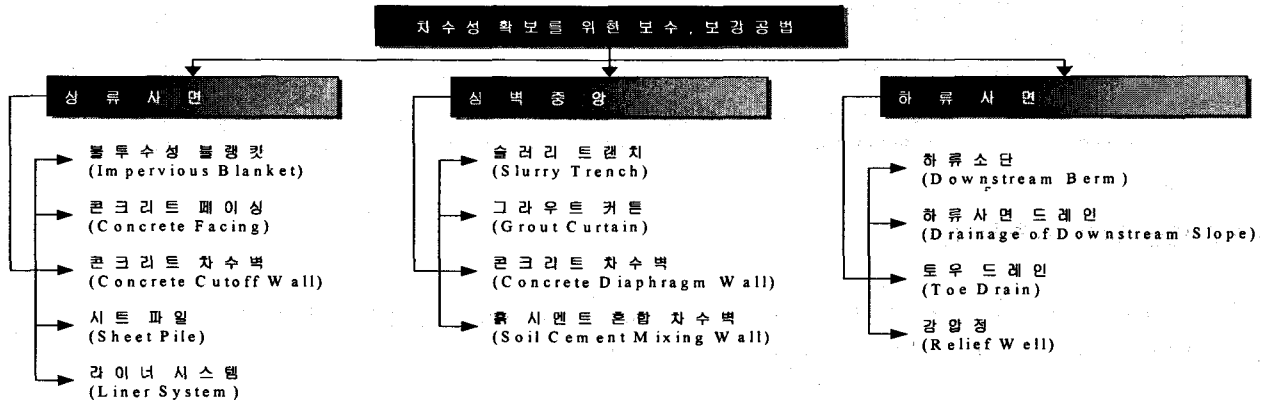 차수성 확보를 위한 보수, 보강공법
상류사면
불투수성 블랭킷
(Impervious Blanket)
콘크리트 페이싱
(Concrete Facing)
콘크리트 차수벽
(Concrete Cutoff Wall)
시트 파일
(Sheet Pile)
라이너 시스템
(Liner System)
심벽중앙
슬러리 트랜치
(Slurry Trench)
그라우트 커튼
(Grout Curtain)
콘크리트 차수벽
(Concrete Diaphragm Wall)
흙 시멘트 혼합 차수벽
(Soil Cement Mixing Wall)
하류사면
하류소단
(Downstream Berm)
하류사면 드레인
(Drainage of Downstream Slope)
토우 드레인
(Toe Drain)
감압정
(Relief Well)